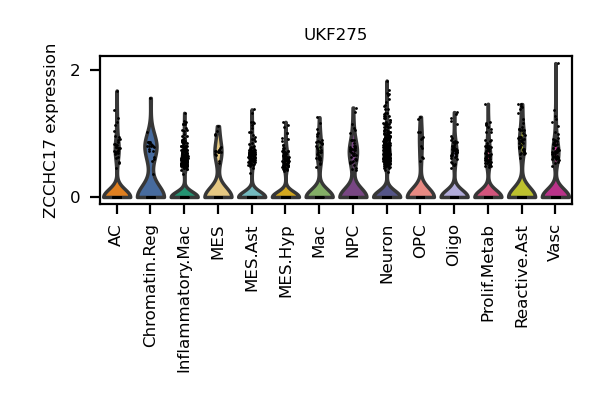 UKF275
ZCCHC17 expression
2
0
AC
Chromatin.Reg
Inflammatory.Mac
MES
MES.Ast
MES.Hyp
Mac
NPC
Neuron
OPC
Oligo
Prolif.Metab
Reactive.Ast
Vasc